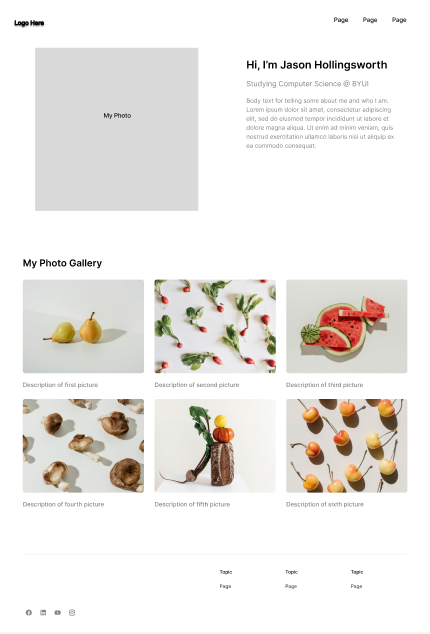 Logo Here
Page Page Page
My Photo
Hi, I'm Jason Hollingsworth
Studying Computer Science @ BYUI
Body text for telling some about me and who I am.
Lorem ipsum dolor sit amet, consectetur adipiscing
elit, sed do eiusmod tempor incididunt ut labore et
dolore magna aliqua. Ut enim ad minim veniam, quis
nostrud exercitation ullamco laboris nisi ut aliquip ex
ea commodo consequat.
My Photo Gallery
Description of first picture
Description of second picture
Description of third picture
Description of fourth picture
Description of fifth picture
Description of sixth picture
Topic Topic Topic
Page Page Page